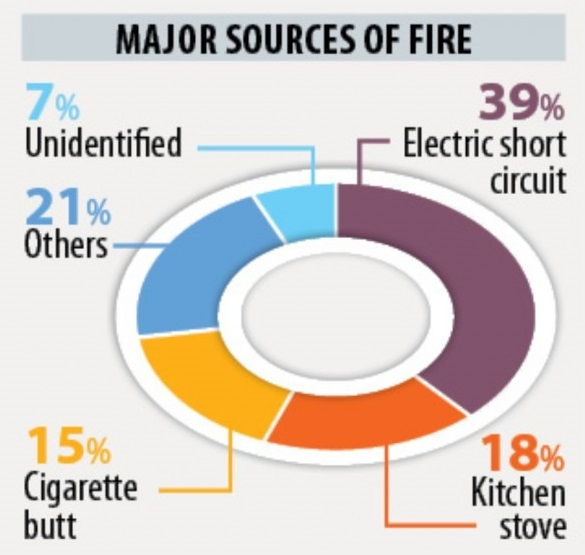 MAJOR SOURCES OF FIRE
7%
Unidentified
39%
Electric short
circuit
21%
Others
15%
Cigarette
butt
18%
Kitchen
stove